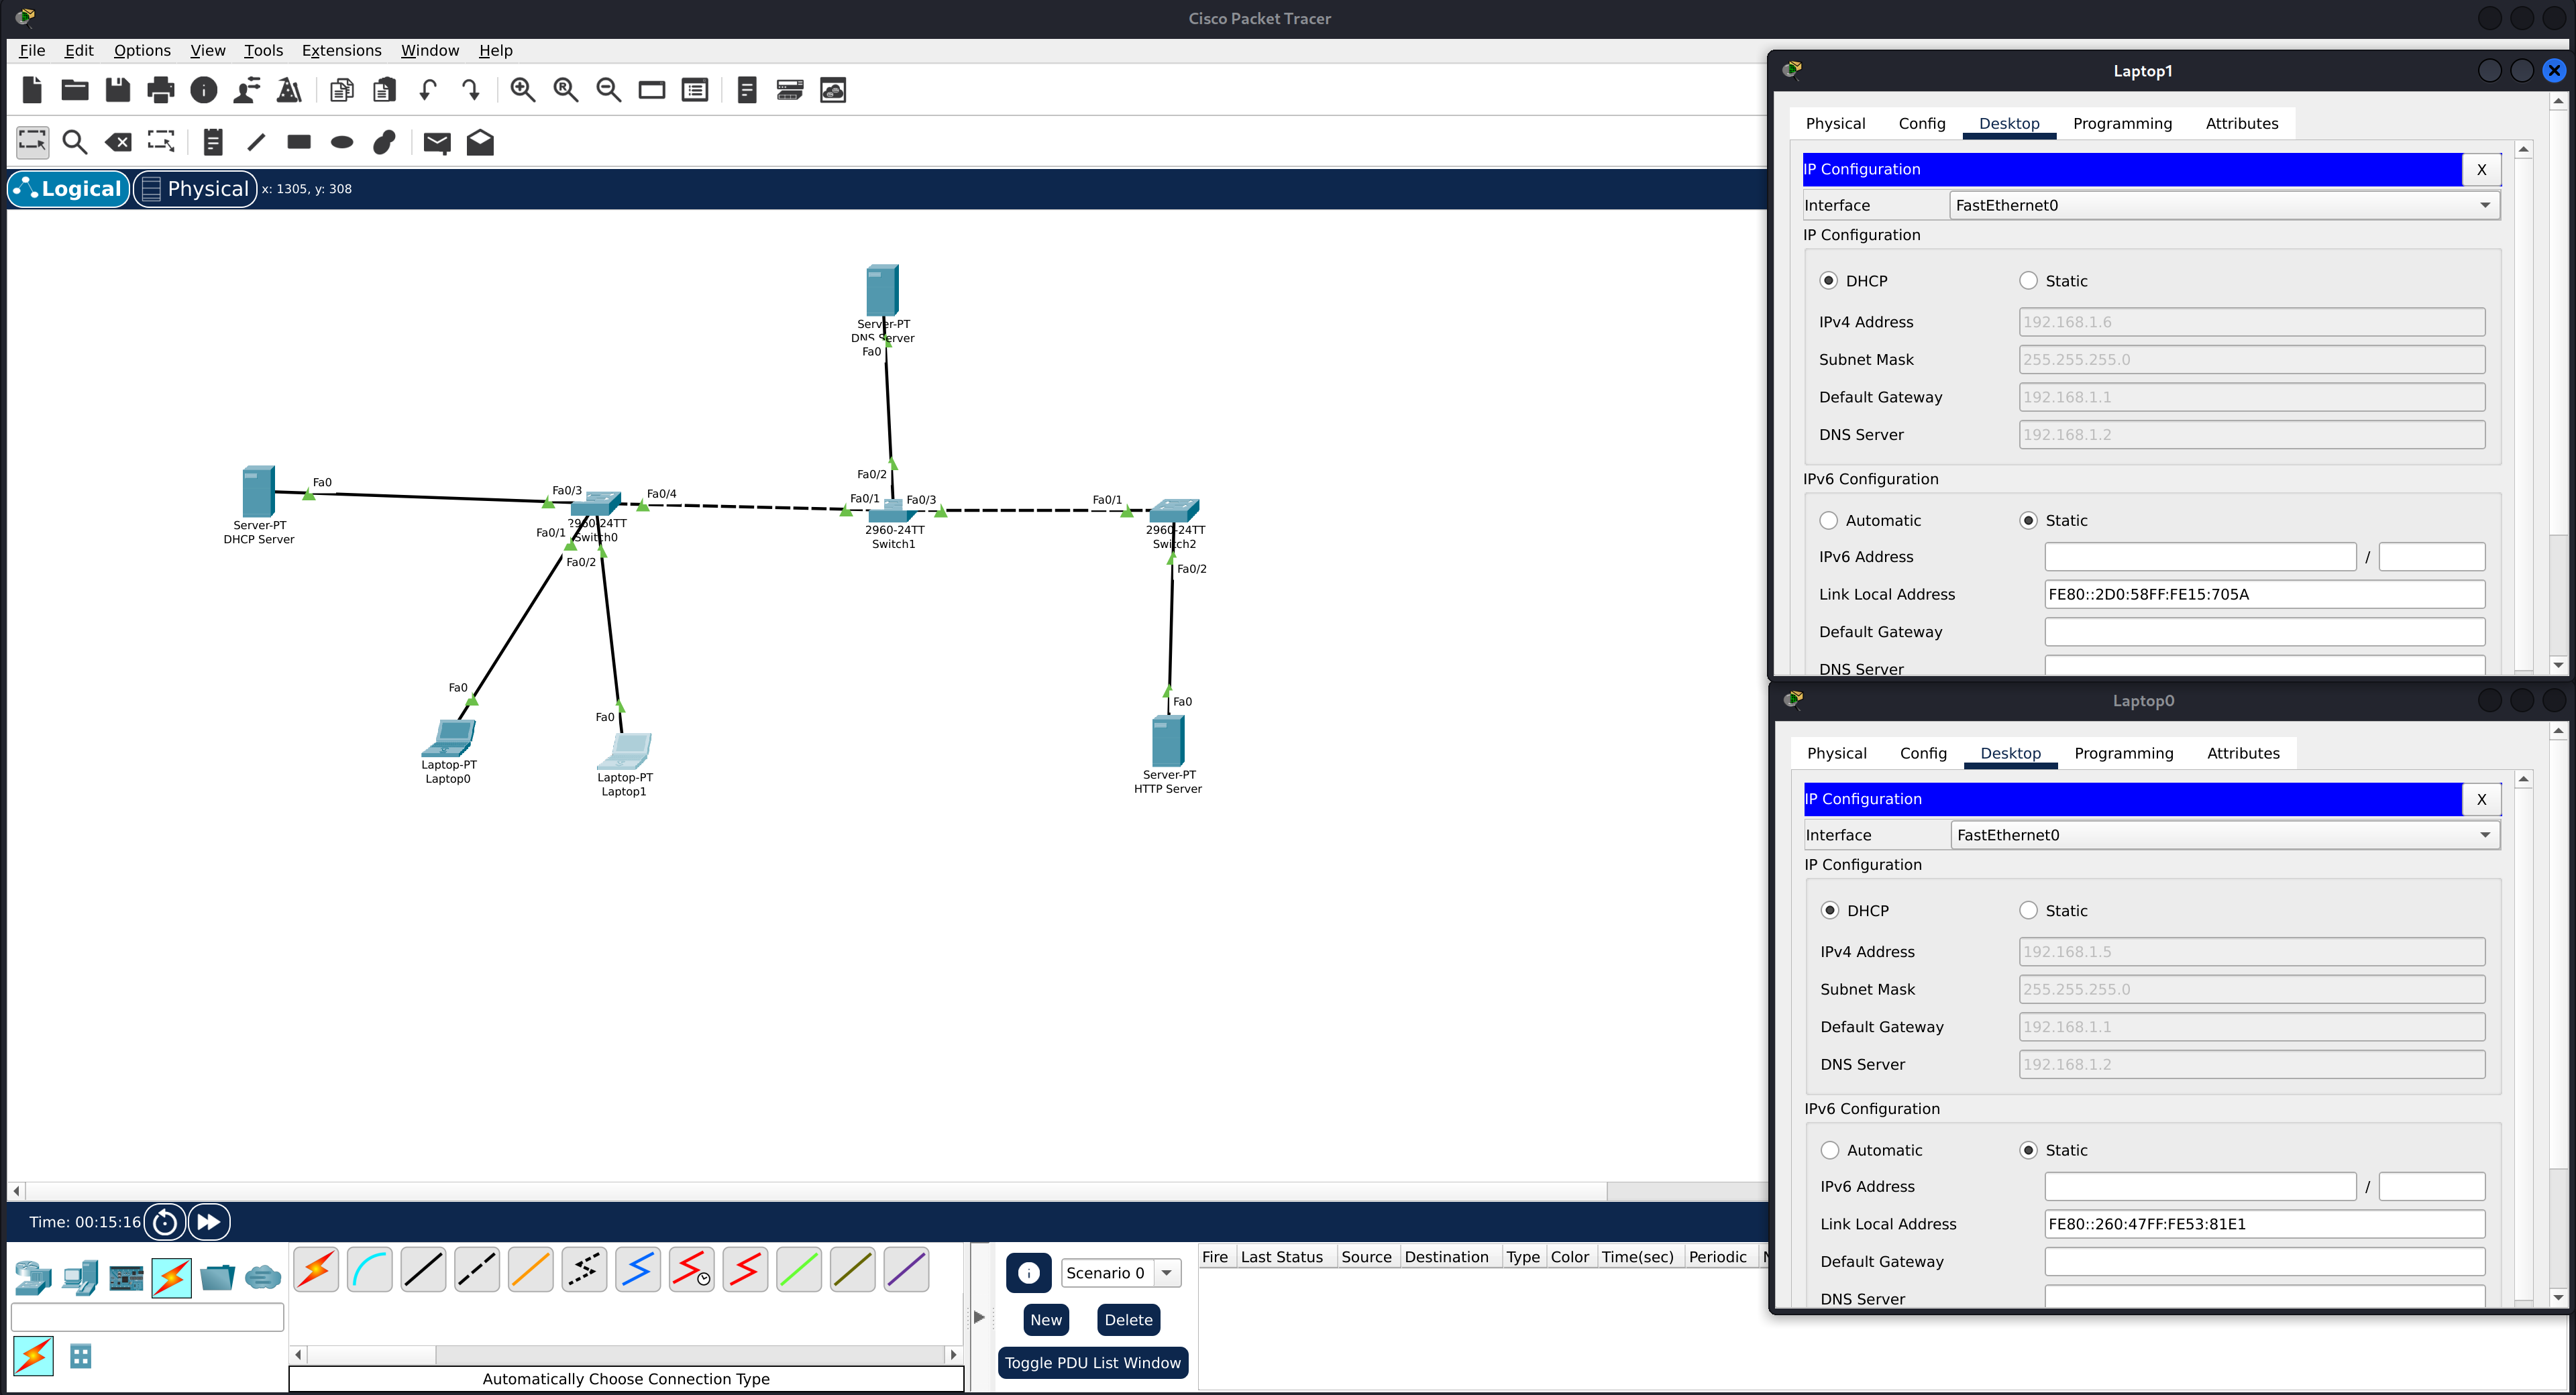 Cisco Packet Tracer
File Edit Options View Tools Extensions Window Help
Logical Physical x: 1305, y: 308
Server-PT
DNS Server
Fa0
Fa0/2
Fa0
Server-PT
DHCP Server
Fa0/3
Fa0/4
2960-24TT
Switch0
Fa0/1
Fa0/2
Fa0/1
Fa0/3
2960-24TT
Switch1
Fa0/1
2960-24TT
Switch2
Fa0/2
Fa0
Laptop-PT
Laptop0
Fa0
Laptop-PT
Laptop1
Fa0
Server-PT
HTTP Server
Time: 00:15:16
Automatically Choose Connection Type
Scenario 0
New Delete
Toggle PDU List Window
Fire Last Status Source Destination Type Color Time(sec) Periodic
Laptop1
Physical Config Desktop Programming Attributes
IP Configuration X
Interface FastEthernet0
IP Configuration
DHCP Static
IPv4 Address 192.168.1.6
Subnet Mask 255.255.255.0
Default Gateway 192.168.1.1
DNS Server 192.168.1.2
IPv6 Configuration
Automatic Static
IPv6 Address /
Link Local Address FE80::2D0:58FF:FE15:705A
Default Gateway
DNS Server
Laptop0
Physical Config Desktop Programming Attributes
IP Configuration X
Interface FastEthernet0
IP Configuration
DHCP Static
IPv4 Address 192.168.1.5
Subnet Mask 255.255.255.0
Default Gateway 192.168.1.1
DNS Server 192.168.1.2
IPv6 Configuration
Automatic Static
IPv6 Address /
Link Local Address FE80::260:47FF:FE53:81E1
Default Gateway
DNS Server